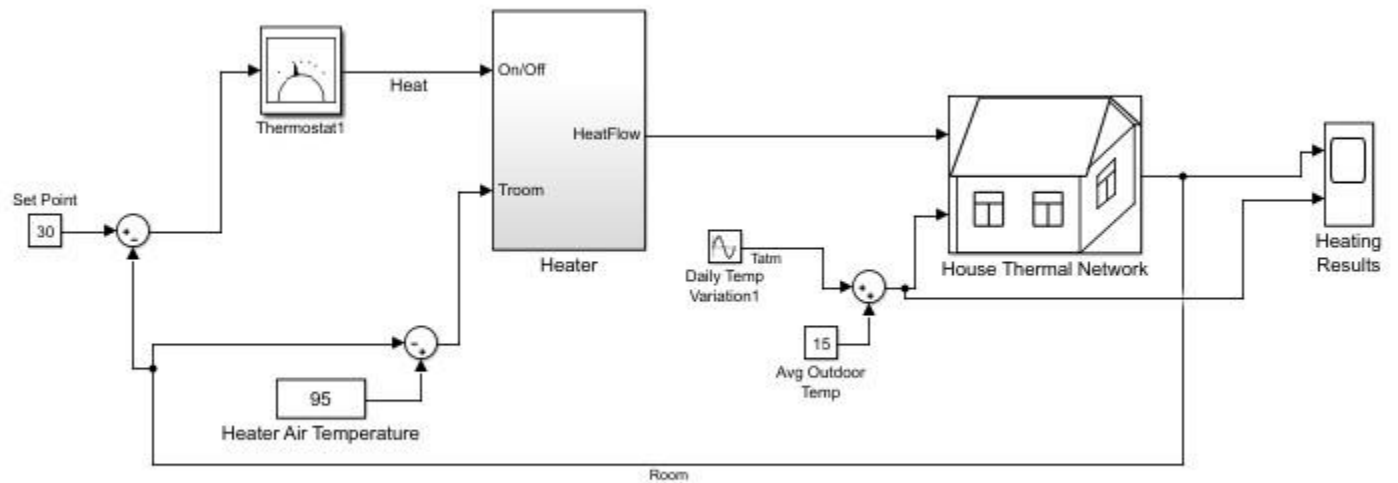 On/Off
Heat
Thermostat1
HeatFlow
Troom
Set Point
30
Heater
Tatm
Daily Temp
Variation1
House Thermal Network
Heating
Results
15
Avg Outdoor
Temp
95
Heater Air Temperature
Room